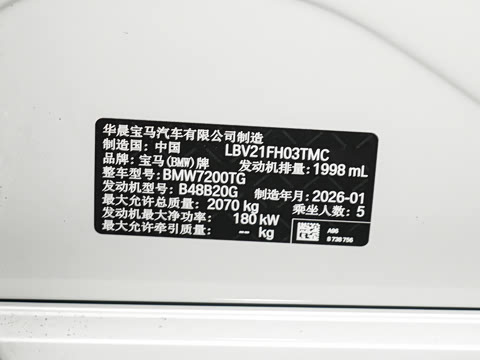 华晨宝马汽车有限公司制造
制造国：中国 LBV21FH03TMC
品牌：宝马(BMW)牌 发动机排量：1998 mL
整车型号：BMW7200TG
发动机型号：B48B20G 制造年月：2026-01
最大允许总质量：2070 kg 乘坐人数：5
发动机最大净功率：180 kW
最大允许牵引质量： -- kg
A96
9 738 756